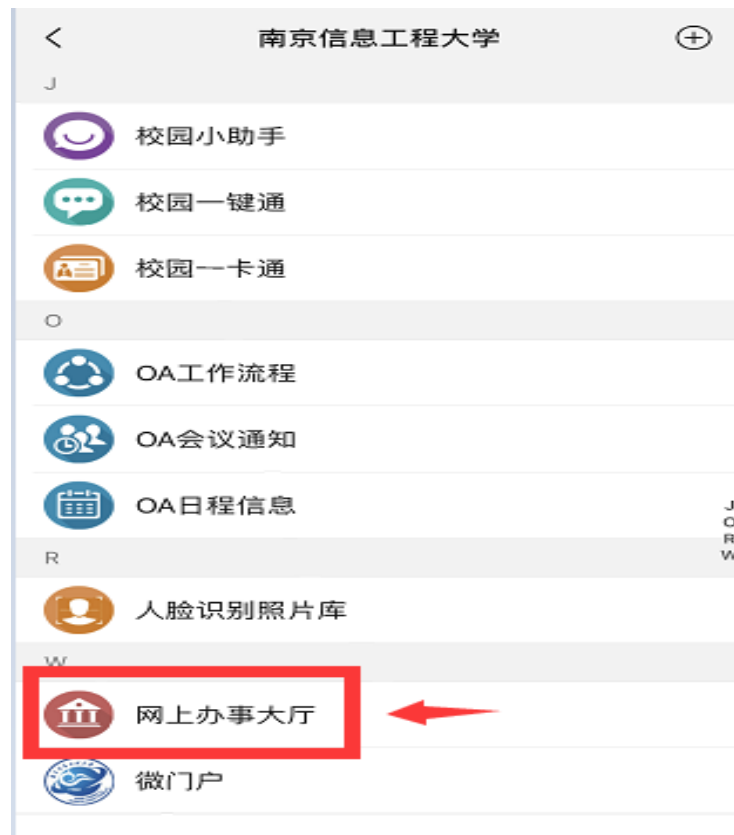 南京信息工程大学
J
校园小助手
校园一键通
校园一卡通
O
OA工作流程
OA会议通知
OA日程信息
J
O
R
W
R
人脸识别照片库
W
网上办事大厅
微门户